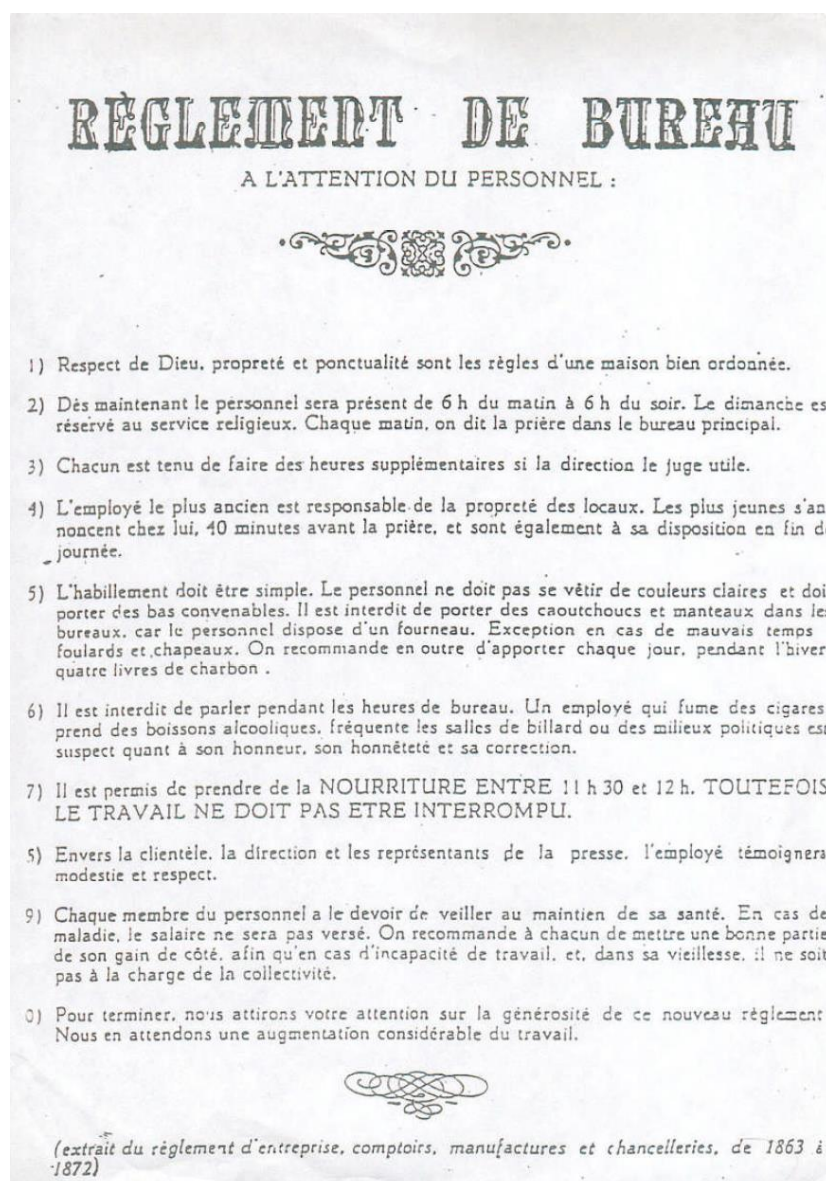 RÈGLEMENT DE BUREAU
A L'ATTENTION DU PERSONNEL :
1) Respect de Dieu, propreté et ponctualité sont les règles d'une maison bien ordonnée.
2) Dès maintenant le personnel sera présent de 6 h du matin à 6 h du soir. Le dimanche es
réservé au service religieux. Chaque matin, on dit la prière dans le bureau principal.
3) Chacun est tenu de faire des heures supplémentaires si la direction le juge utile.
4) L'employé le plus ancien est responsable de la propreté des locaux. Les plus jeunes s'an
noncent chez lui, 40 minutes avant la prière, et sont également à sa disposition en fin d
journée.
5) L'habillement doit être simple. Le personnel ne doit pas se vêtir de couleurs claires et doi
porter des bas convenables. Il est interdit de porter des caoutchoucs et manteaux dans les
bureaux, car le personnel dispose d'un fourneau. Exception en cas de mauvais temps
foulards et chapeaux. On recommande en outre d'apporter chaque jour, pendant l'hiver
quatre livres de charbon .
6) Il est interdit de parler pendant les heures de bureau. Un employé qui fume des cigares
prend des boissons alcooliques, fréquente les salles de billard ou des milieux politiques est
suspect quant à son honneur, son honnêteté et sa correction.
7) Il est permis de prendre de la NOURRITURE ENTRE 11 h 30 et 12 h. TOUTEFOIS
LE TRAVAIL NE DOIT PAS ETRE INTERROMPU.
5) Envers la clientèle, la direction et les représentants de la presse, l'employé témoignera
modestie et respect.
9) Chaque membre du personnel a le devoir de veiller au maintien de sa santé. En cas de
maladie, le salaire ne sera pas versé. On recommande à chacun de mettre une bonne partie
de son gain de côté, afin qu'en cas d'incapacité de travail, et, dans sa vieillesse, il ne soit
pas à la charge de la collectivité.
0) Pour terminer, nous attirons votre attention sur la générosité de ce nouveau règlement
Nous en attendons une augmentation considérable du travail.
(extrait du règlement d'entreprise, comptoirs, manufactures et chancelleries, de 1863 à
1872)